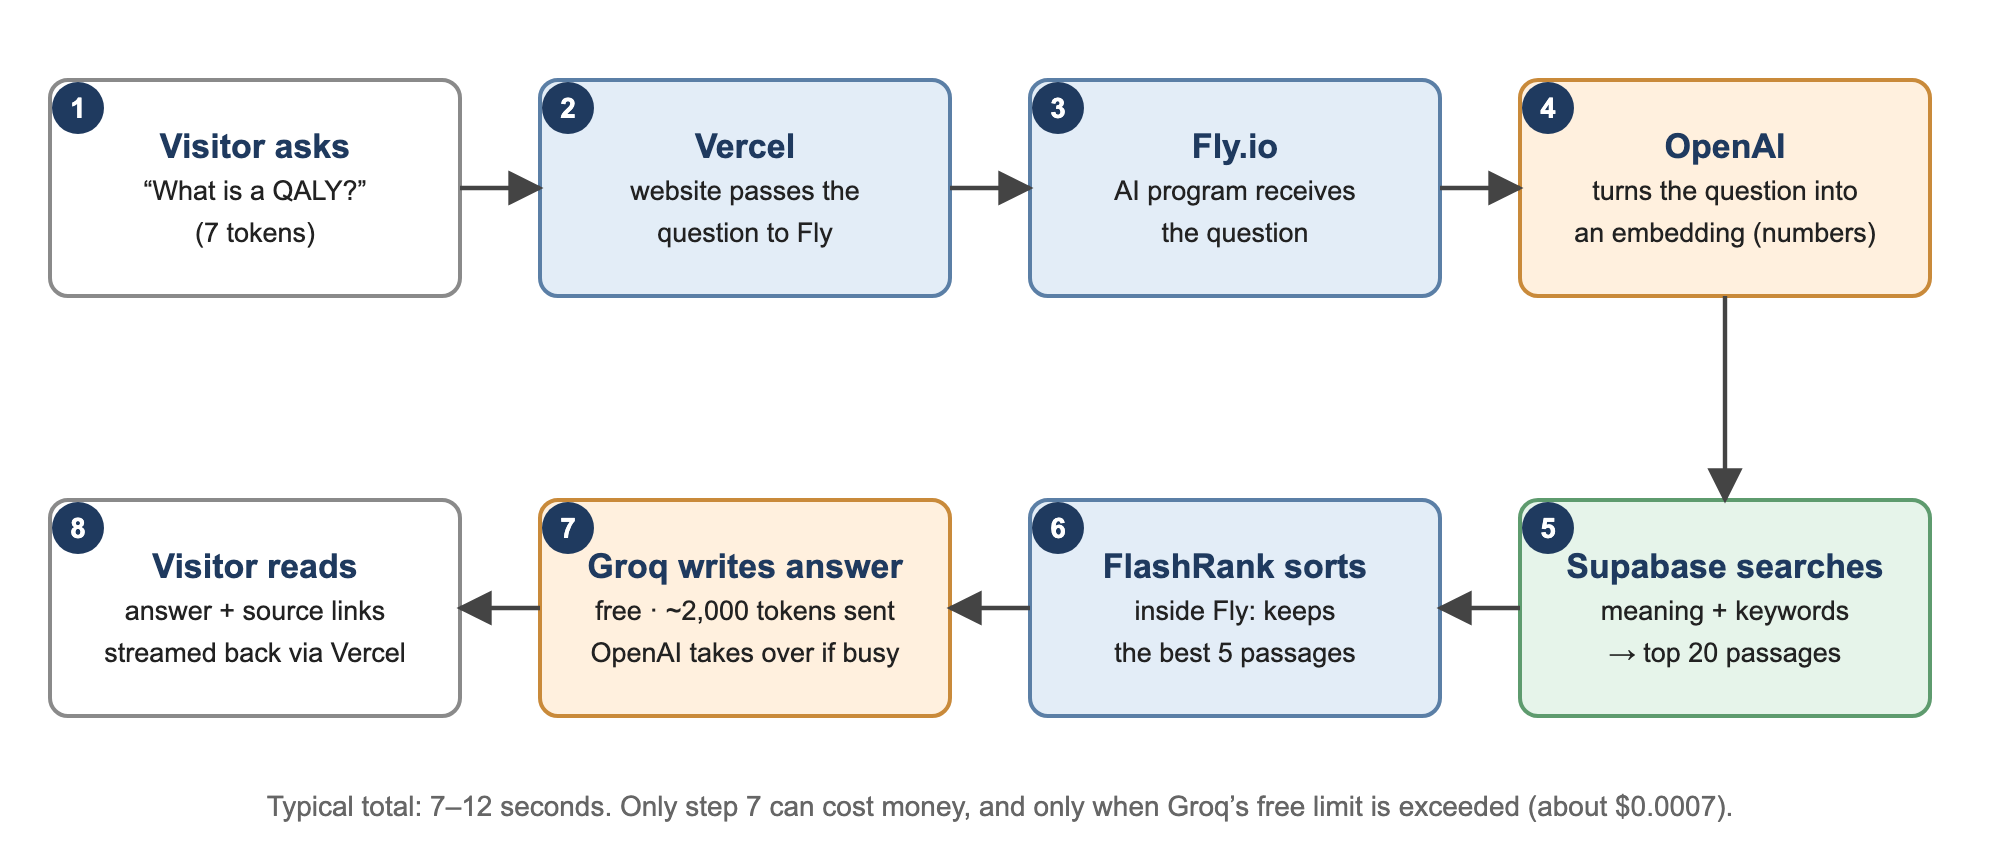 1
Visitor asks
“What is a QALY?”
(7 tokens)
2
Vercel
website passes the
question to Fly
3
Fly.io
AI program receives
the question
4
OpenAI
turns the question into
an embedding (numbers)
5
Supabase searches
meaning + keywords
→ top 20 passages
6
FlashRank sorts
inside Fly: keeps
the best 5 passages
7
Groq writes answer
free · ~2,000 tokens sent
OpenAI takes over if busy
8
Visitor reads
answer + source links
streamed back via Vercel
Typical total: 7–12 seconds. Only step 7 can cost money, and only when Groq’s free limit is exceeded (about $0.0007).